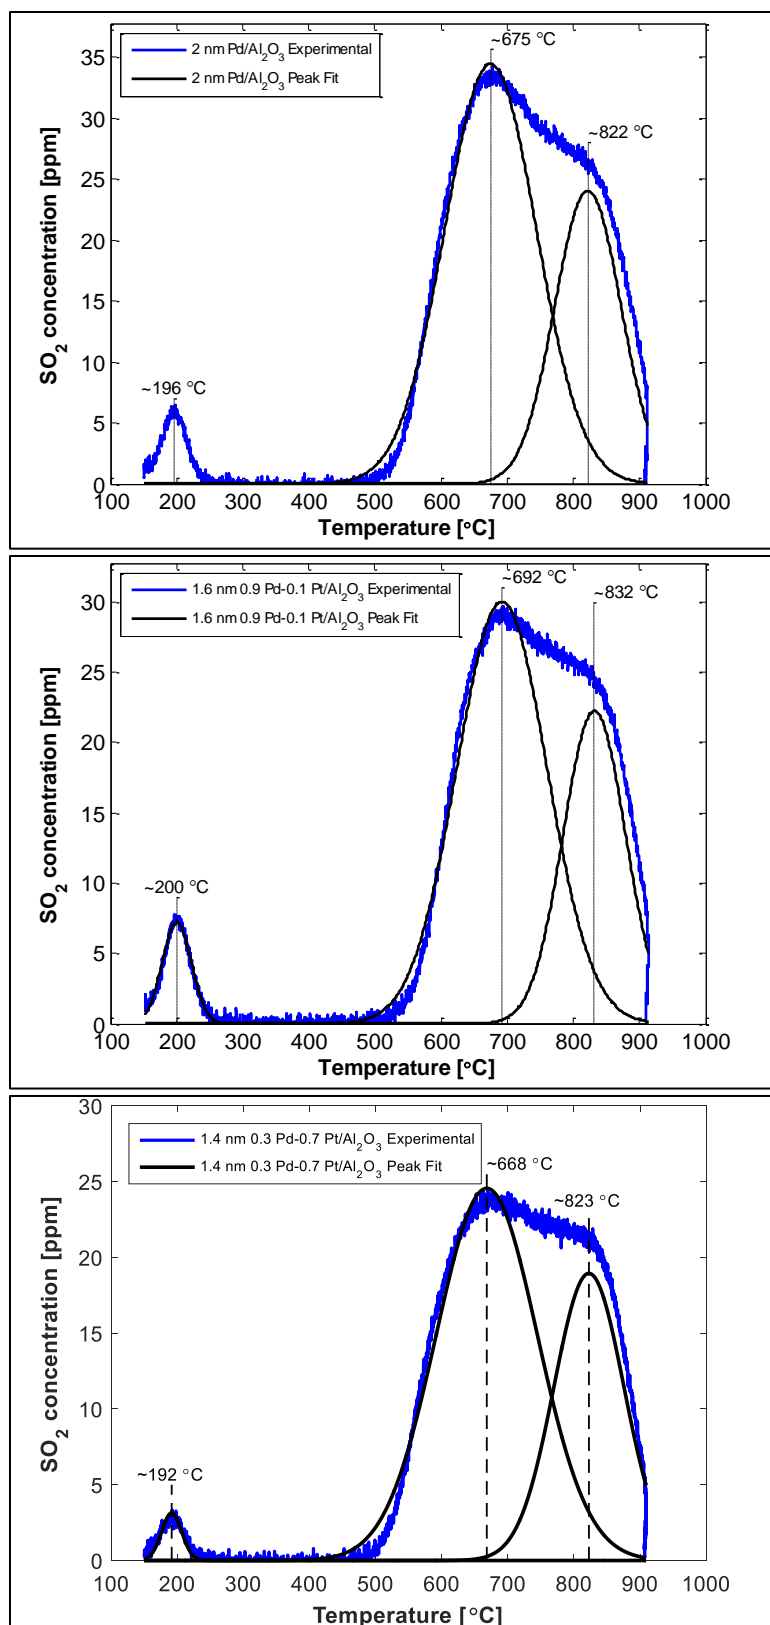 2 nm Pd/Al2O3 Experimental
2 nm Pd/Al2O3 Peak Fit
~675 °C
~822 °C
~196 °C
SO2 concentration [ppm]
35
30
25
20
15
10
5
0
100 200 300 400 500 600 700 800 900 1000
Temperature [°C]
1.6 nm 0.9 Pd-0.1 Pt/Al2O3 Experimental
1.6 nm 0.9 Pd-0.1 Pt/Al2O3 Peak Fit
~692 °C
~832 °C
~200 °C
SO2 concentration [ppm]
30
25
20
15
10
5
0
100 200 300 400 500 600 700 800 900 1000
Temperature [°C]
1.4 nm 0.3 Pd-0.7 Pt/Al2O3 Experimental
1.4 nm 0.3 Pd-0.7 Pt/Al2O3 Peak Fit
~668 °C
~823 °C
~192 °C
SO2 concentration [ppm]
30
25
20
15
10
5
0
100 200 300 400 500 600 700 800 900 1000
Temperature [°C]